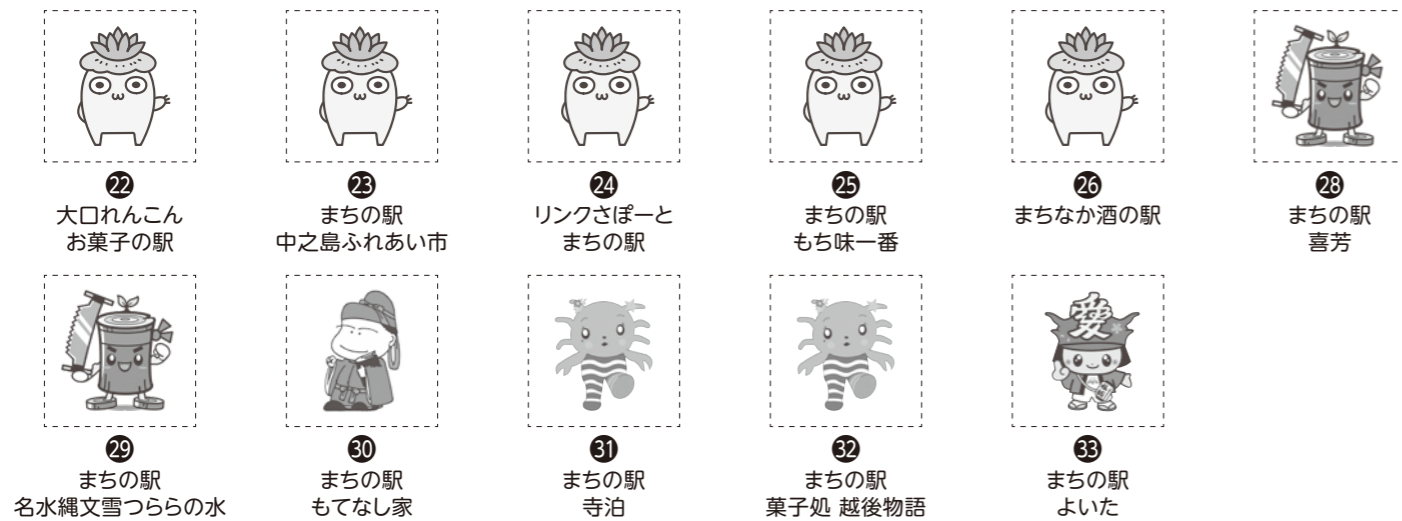 ㉒
大口れんこん
お菓子の駅
㉓
まちの駅
中之島ふれあい市
㉔
リンクさぽーと
まちの駅
㉕
まちの駅
もち味一番
㉖
まちなか酒の駅
㉘
まちの駅
喜芳
㉙
まちの駅
名水縄文雪つららの水
㉚
まちの駅
もてなし家
㉛
まちの駅
寺泊
㉜
まちの駅
菓子処 越後物語
愛
㉝
まちの駅
よいた